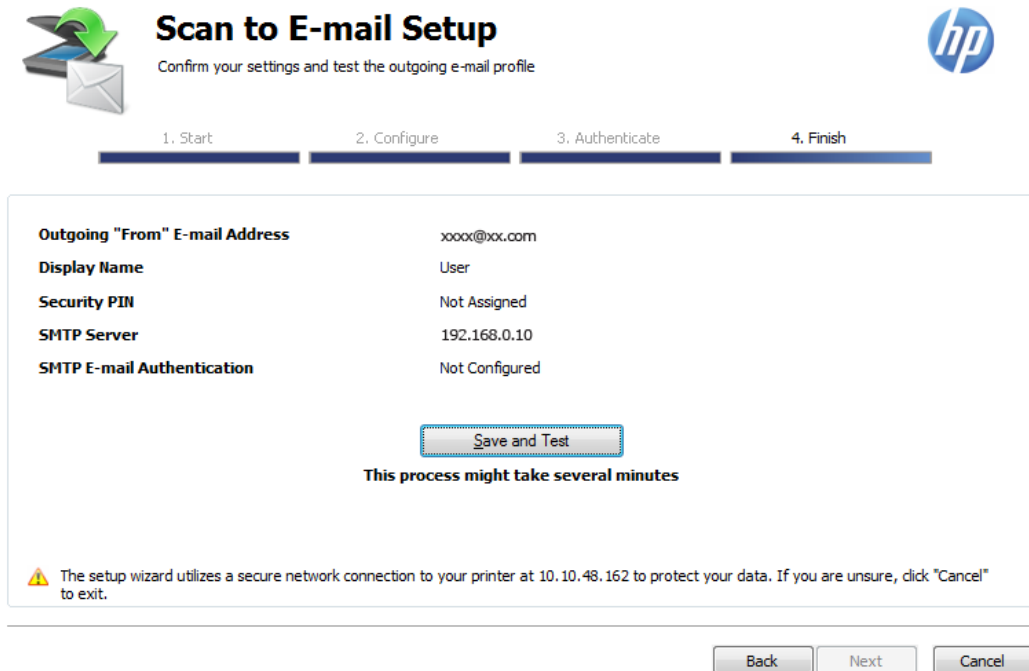 Scan to E-mail Setup
Confirm your settings and test the outgoing e-mail profile
hp
1. Start 2. Configure 3. Authenticate 4. Finish
Outgoing "From" E-mail Address xxxx@xx.com
Display Name User
Security PIN Not Assigned
SMTP Server 192.168.0.10
SMTP E-mail Authentication Not Configured
Save and Test
This process might take several minutes
The setup wizard utilizes a secure network connection to your printer at 10.10.48.162 to protect your data. If you are unsure, click "Cancel"
to exit.
Back Next Cancel